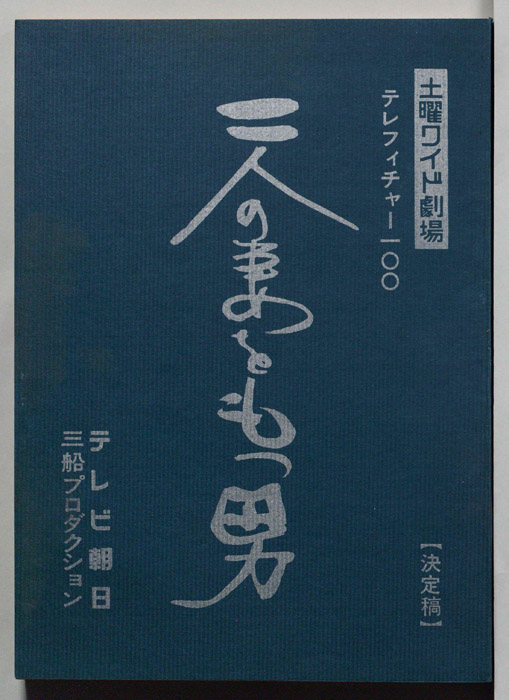 土曜ワイド劇場
テレフィチャー一〇〇
二人の妻をもつ男
【決定稿】
テレビ朝日
三船プロダクション